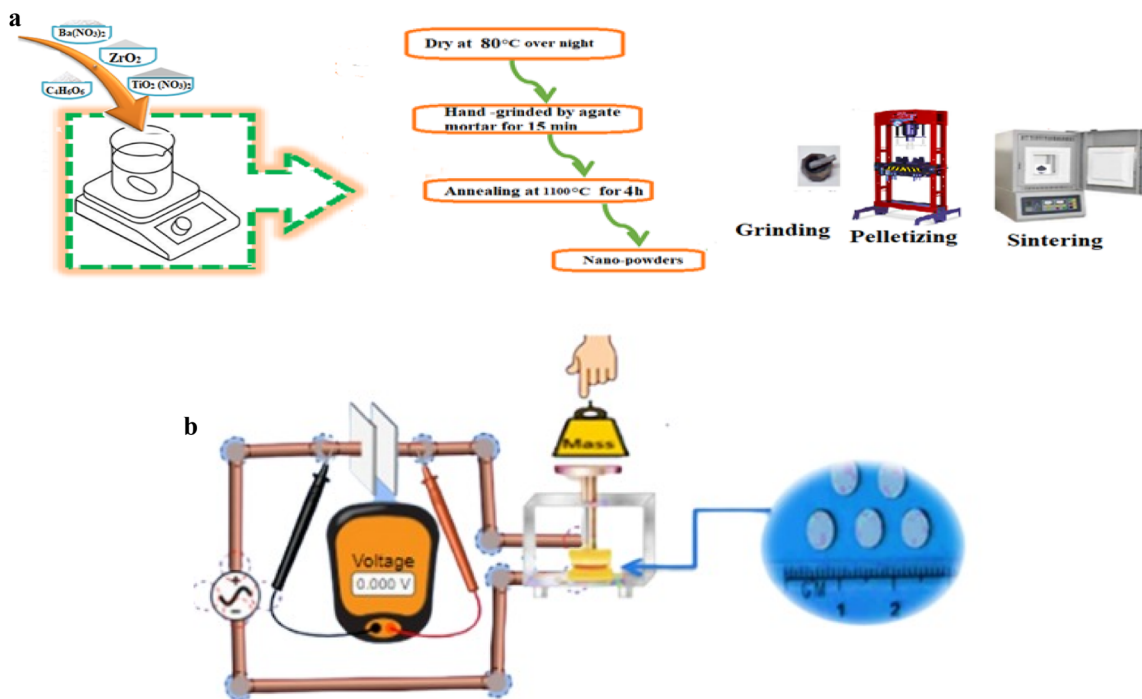 a
Ba(NO₃)₂
ZrO₂
C₄H₆O₆
TiO₂ (NO₃)₂
Dry at 80°C over night
Hand -grinded by agate
mortar for 15 min
Annealing at 1100°C for 4h
Nano-powders
Grinding
Pelletizing
Sintering
b
Mass
Voltage
0.000 V
+
-
CM
1
2